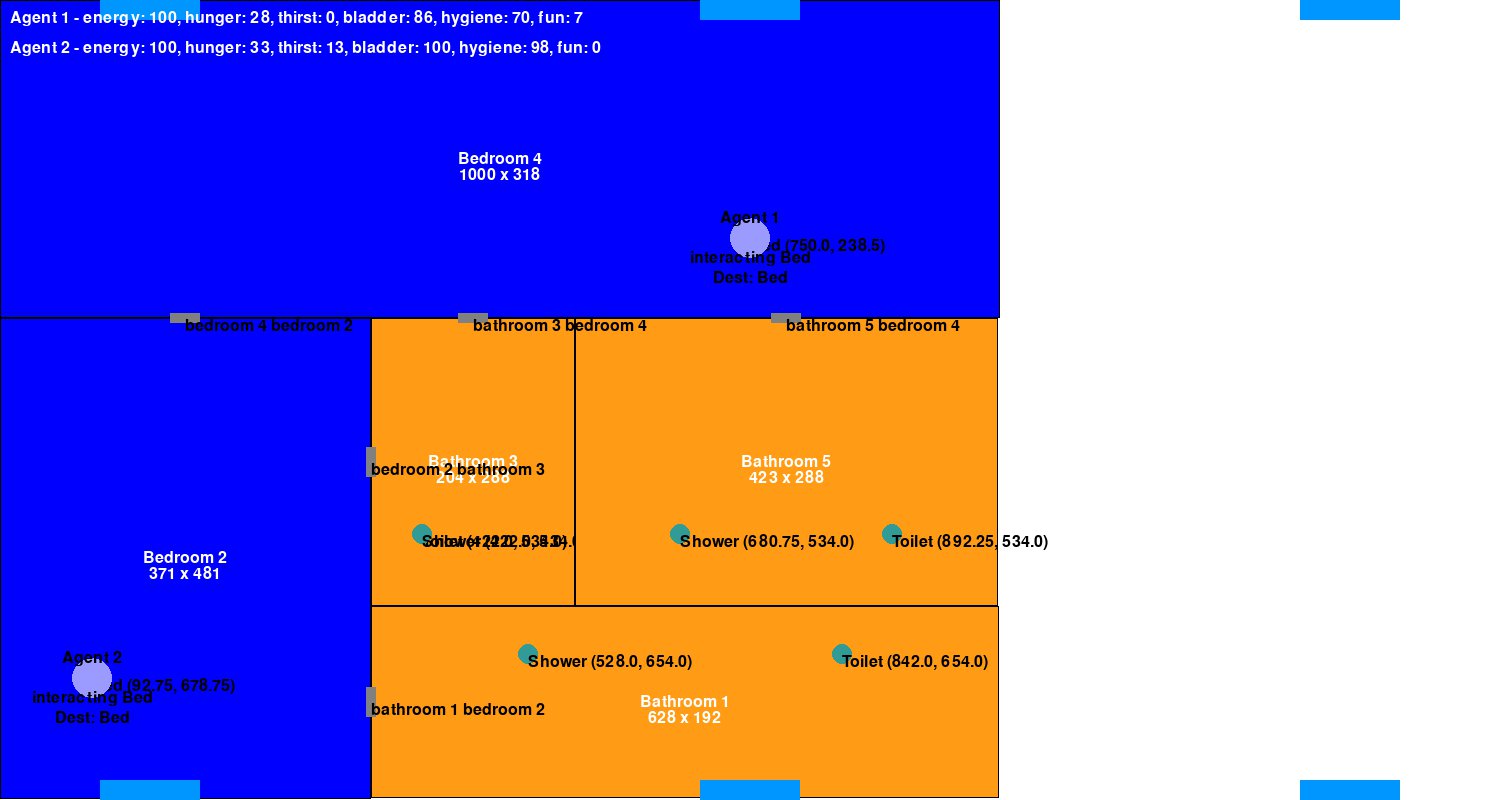 Agent 1 - energy: 100, hunger: 28, thirst: 0, bladder: 86, hygiene: 70, fun: 7
Agent 2 - energy: 100, hunger: 33, thirst: 13, bladder: 100, hygiene: 98, fun: 0
Bedroom 4
1000 x 318
Agent 1
(750.0, 238.5)
Interacting Bed
Dest: Bed
bedroom 4 bedroom 2
bathroom 3 bedroom 4
bathroom 5 bedroom 4
Bathroom 3
204 x 288
bedroom 2 bathroom 3
Bathroom 5
423 x 288
Shower (680.75, 534.0)
Toilet (892.25, 534.0)
Bedroom 2
371 x 481
Agent 2
(92.75, 678.75)
Interacting Bed
Dest: Bed
Shower (528.0, 654.0)
Toilet (842.0, 654.0)
bathroom 1 bedroom 2
Bathroom 1
628 x 192